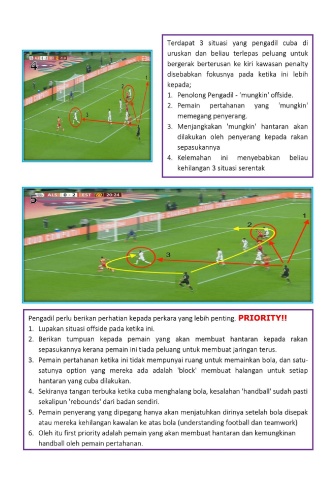 Terdapat 3 situasi yang pengadil cuba di
uruskan dan beliau terlepas peluang untuk
bergerak berterusan ke kiri kawasan penalty
disebabkan fokusnya pada ketika ini lebih
kepada;
1. Penolong Pengadil - 'mungkin' offside.
2. Pemain pertahanan yang 'mungkin'
memegang penyerang.
3. Menjangkakan 'mungkin' hantaran akan
dilakukan oleh penyerang kepada rakan
sepasukannya
4. Kelemahan ini menyebabkan beliau
kehilangan 3 situasi serentak
4
1
3
5
2
1
3
Pengadil perlu berikan perhatian kepada perkara yang lebih penting. PRIORITY!!
1. Lupakan situasi offside pada ketika ini.
2. Berikan tumpuan kepada pemain yang akan membuat hantaran kepada rakan
sepasukannya kerana pemain ini tiada peluang untuk membuat jaringan terus.
3. Pemain pertahanan ketika ini tidak mempunyai ruang untuk memainkan bola, dan satu-
satunya option yang mereka ada adalah 'block' membuat halangan untuk setiap
hantaran yang cuba dilakukan.
4. Sekiranya tangan terbuka ketika cuba menghalang bola, kesalahan 'handball' sudah pasti
sekalipun 'rebounds' dari badan sendiri.
5. Pemain penyerang yang dipegang hanya akan menjatuhkan dirinya setelah bola disepak
atau mereka kehilangan kawalan ke atas bola (understanding football dan teamwork)
6. Oleh itu first priority adalah pemain yang akan membuat hantaran dan kemungkinan
handball oleh pemain pertahanan.